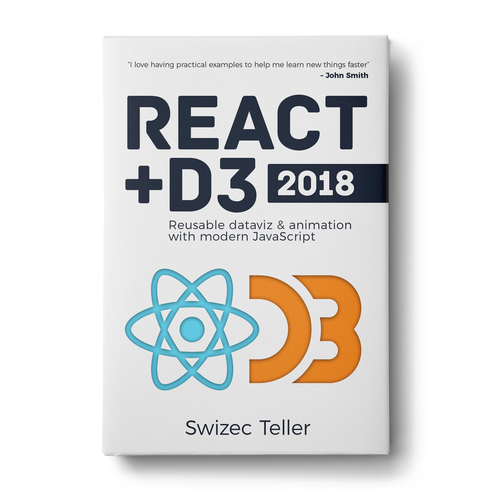 "I love having practical examples to help me learn new things faster"
– John Smith
REACT
+D3 2018
Reusable dataviz & animation
with modern JavaScript
D3
Swizec Teller